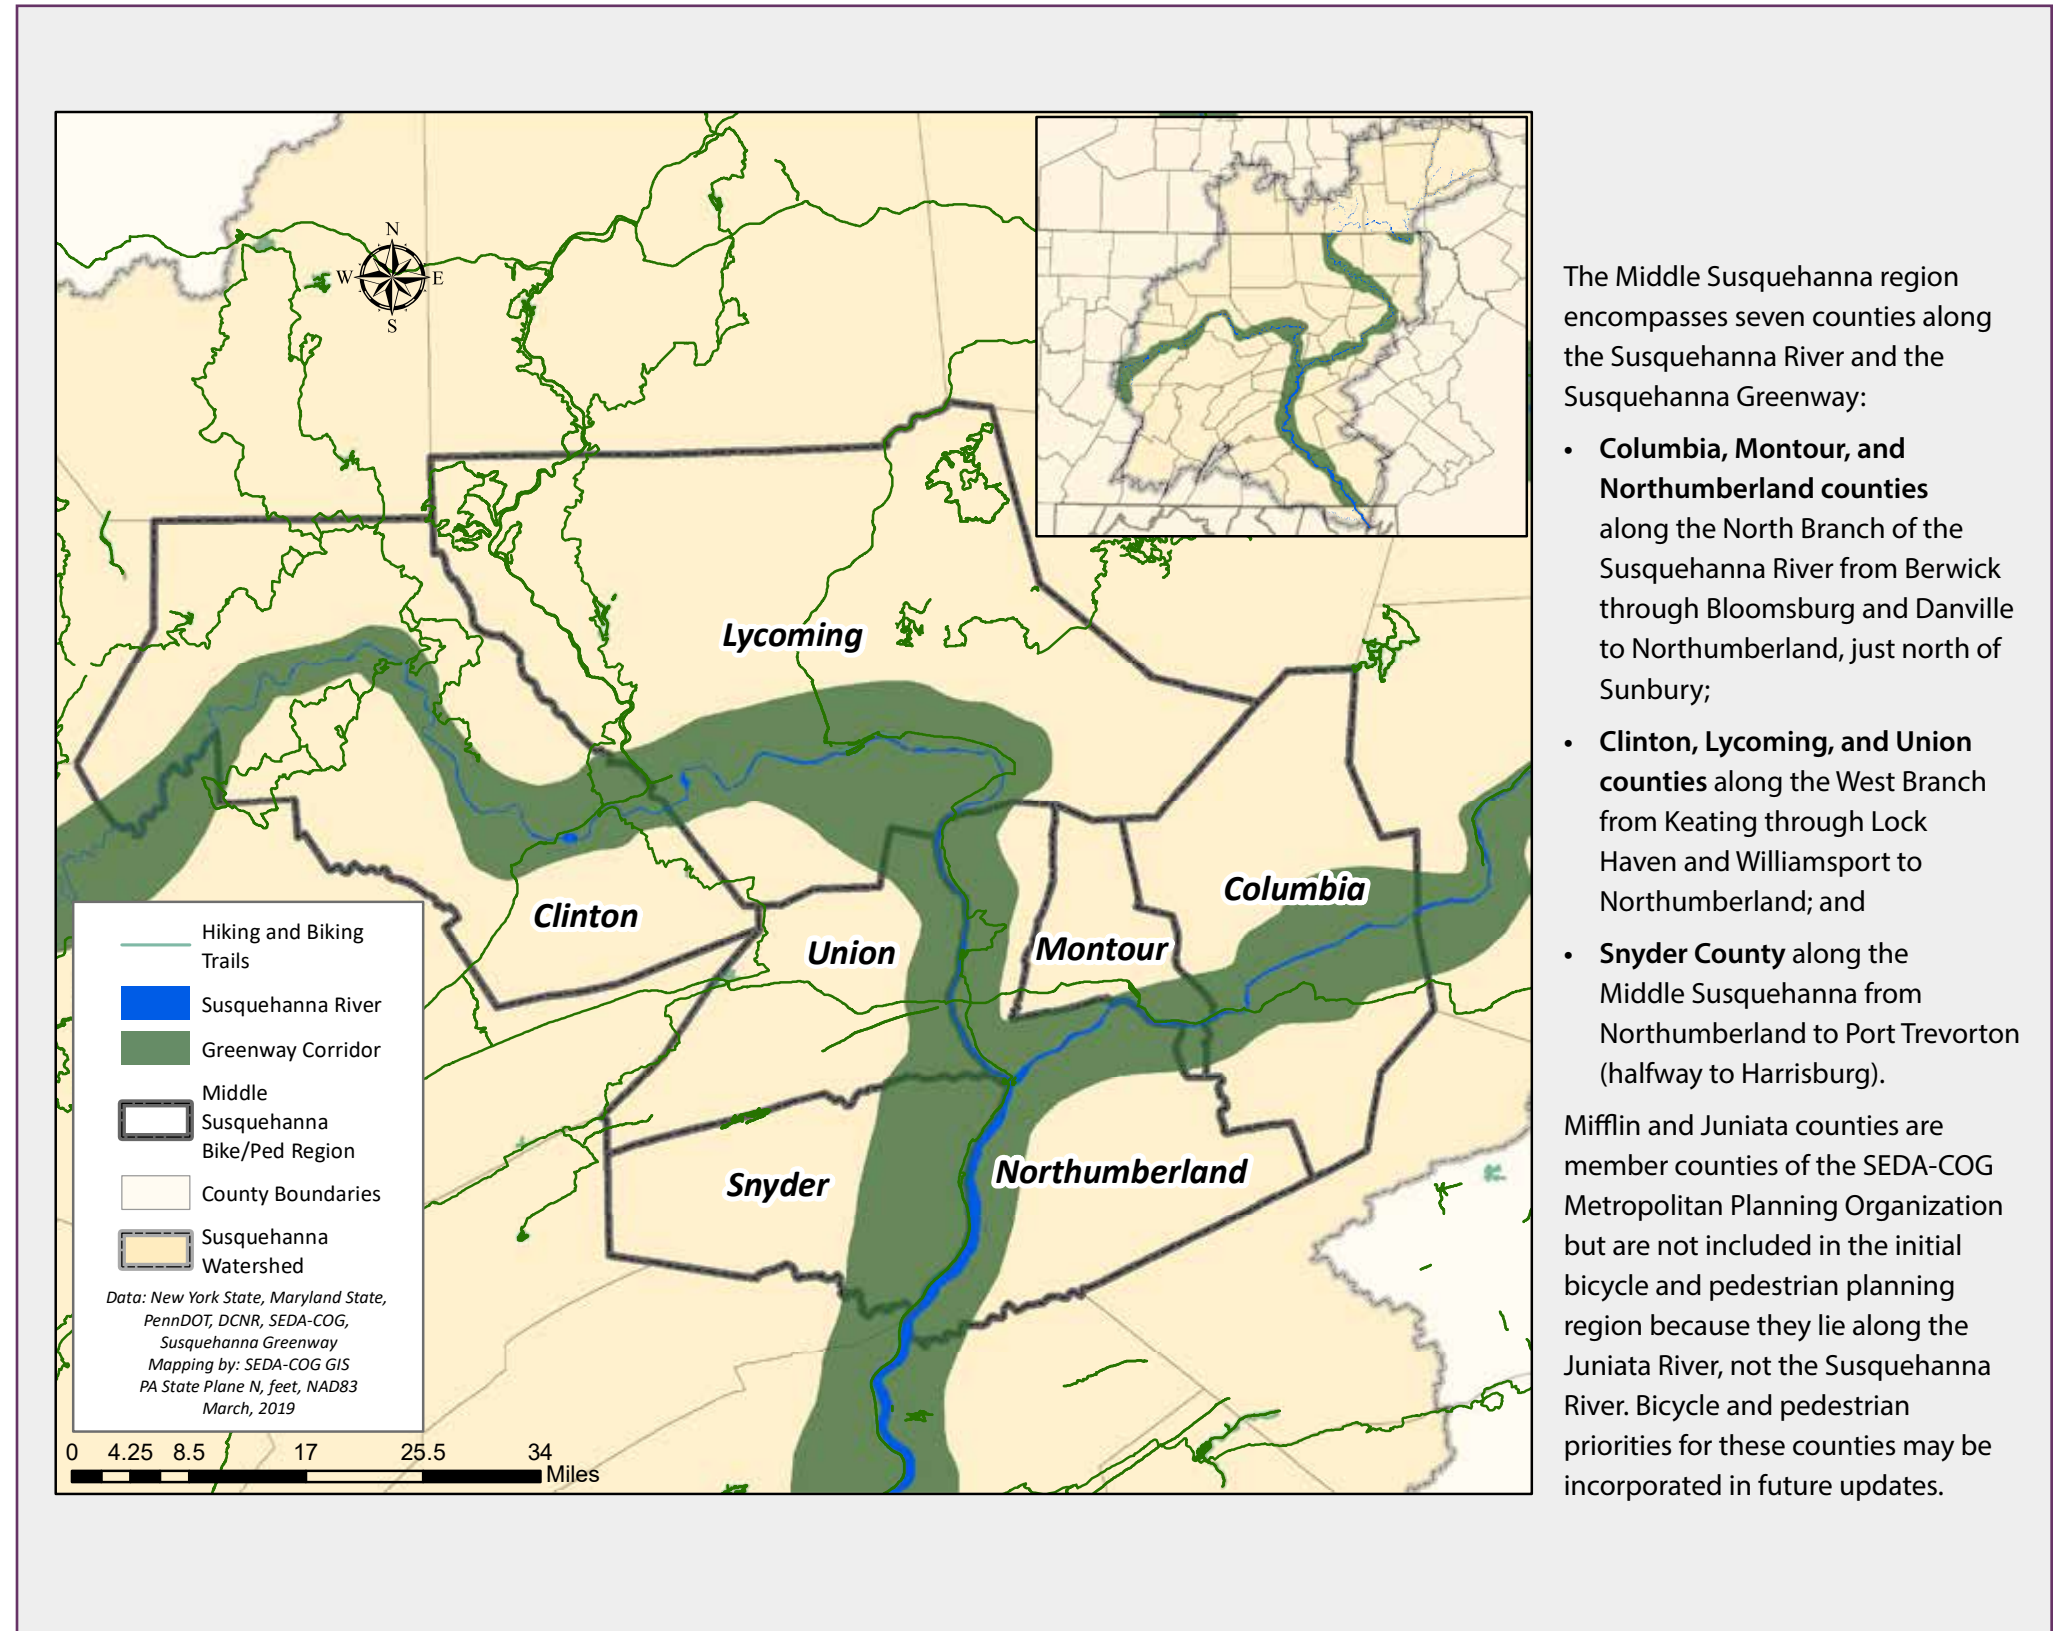 N
W E
S
Lycoming
Clinton
Union
Montour
Columbia
Snyder
Northumberland
Hiking and Biking
Trails
Susquehanna River
Greenway Corridor
Middle
Susquehanna
Bike/Ped Region
County Boundaries
Susquehanna
Watershed
Data: New York State, Maryland State,
PennDOT, DCNR, SEDA-COG,
Susquehanna Greenway
Mapping by: SEDA-COG GIS
PA State Plane N, feet, NAD83
March, 2019
0 4.25 8.5 17 25.5 34
Miles
The Middle Susquehanna region
encompasses seven counties along
the Susquehanna River and the
Susquehanna Greenway:
• Columbia, Montour, and
Northumberland counties
along the North Branch of the
Susquehanna River from Berwick
through Bloomsburg and Danville
to Northumberland, just north of
Sunbury;
• Clinton, Lycoming, and Union
counties along the West Branch
from Keating through Lock
Haven and Williamsport to
Northumberland; and
• Snyder County along the
Middle Susquehanna from
Northumberland to Port Trevorton
(halfway to Harrisburg).
Mifflin and Juniata counties are
member counties of the SEDA-COG
Metropolitan Planning Organization
but are not included in the initial
bicycle and pedestrian planning
region because they lie along the
Juniata River, not the Susquehanna
River. Bicycle and pedestrian
priorities for these counties may be
incorporated in future updates.